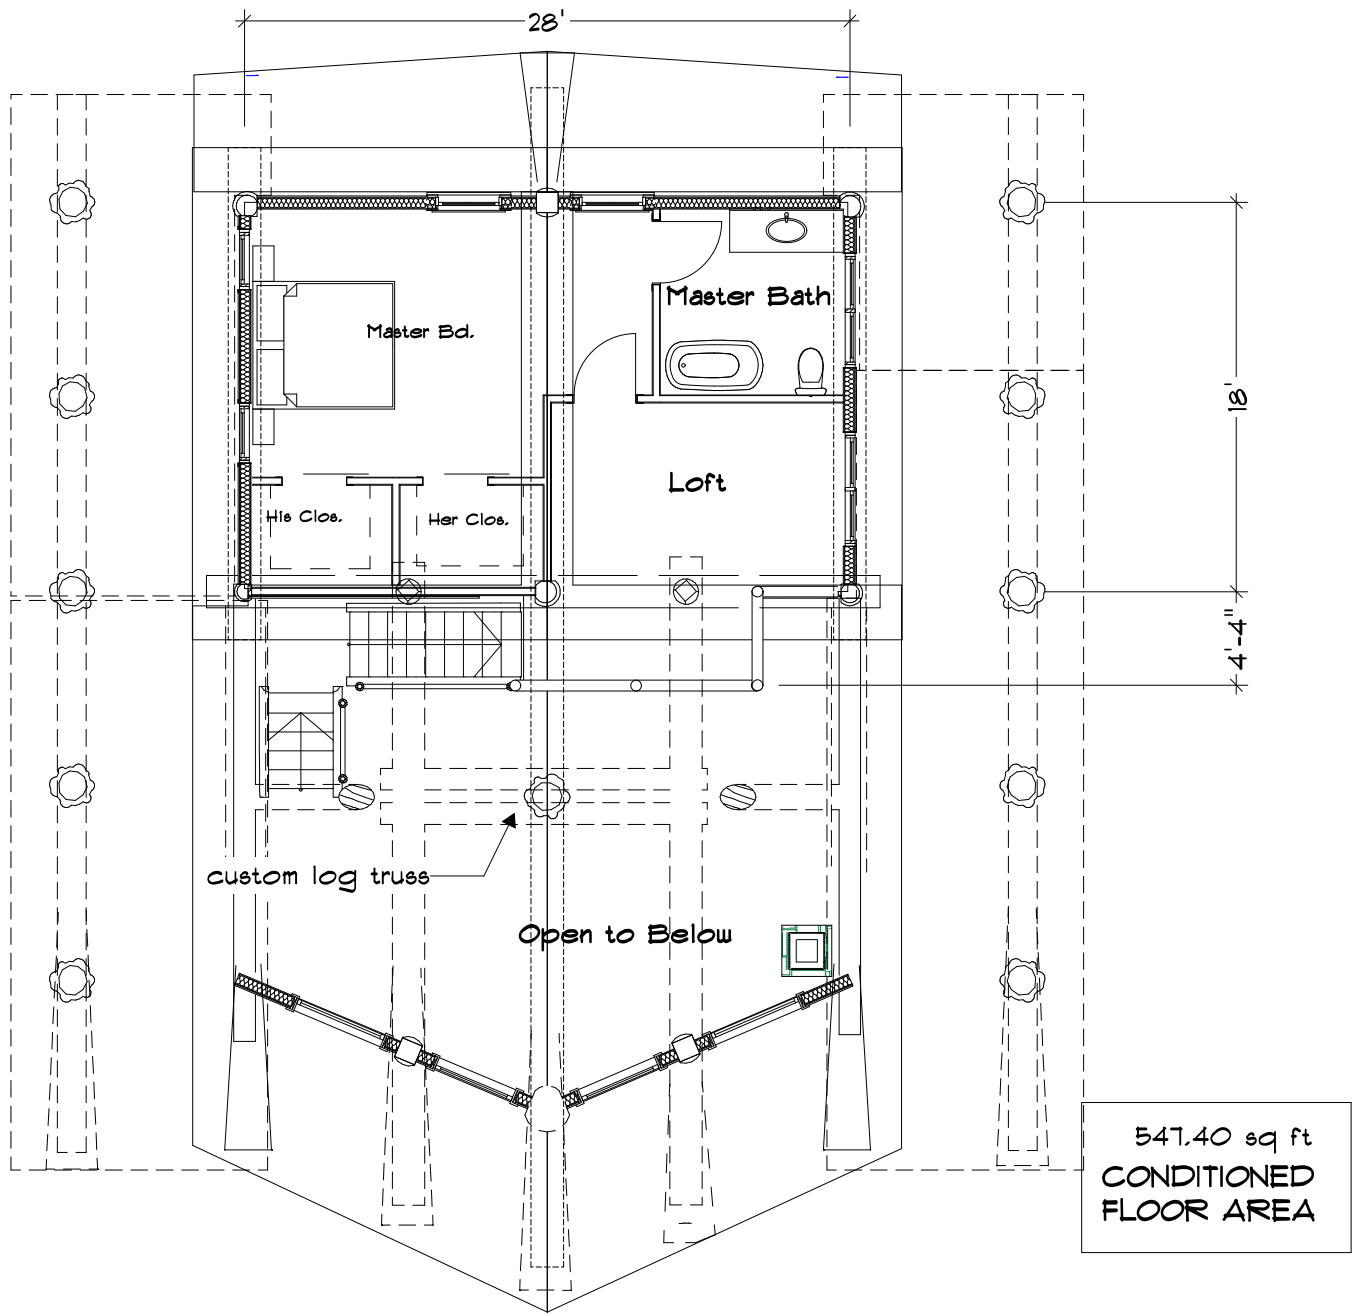 28'
Master Bath
Master Bd.
18'
Loft
His Clos.
Her Clos.
4'-4"
custom log truss
Open to Below
547.40 sq ft
CONDITIONED
FLOOR AREA